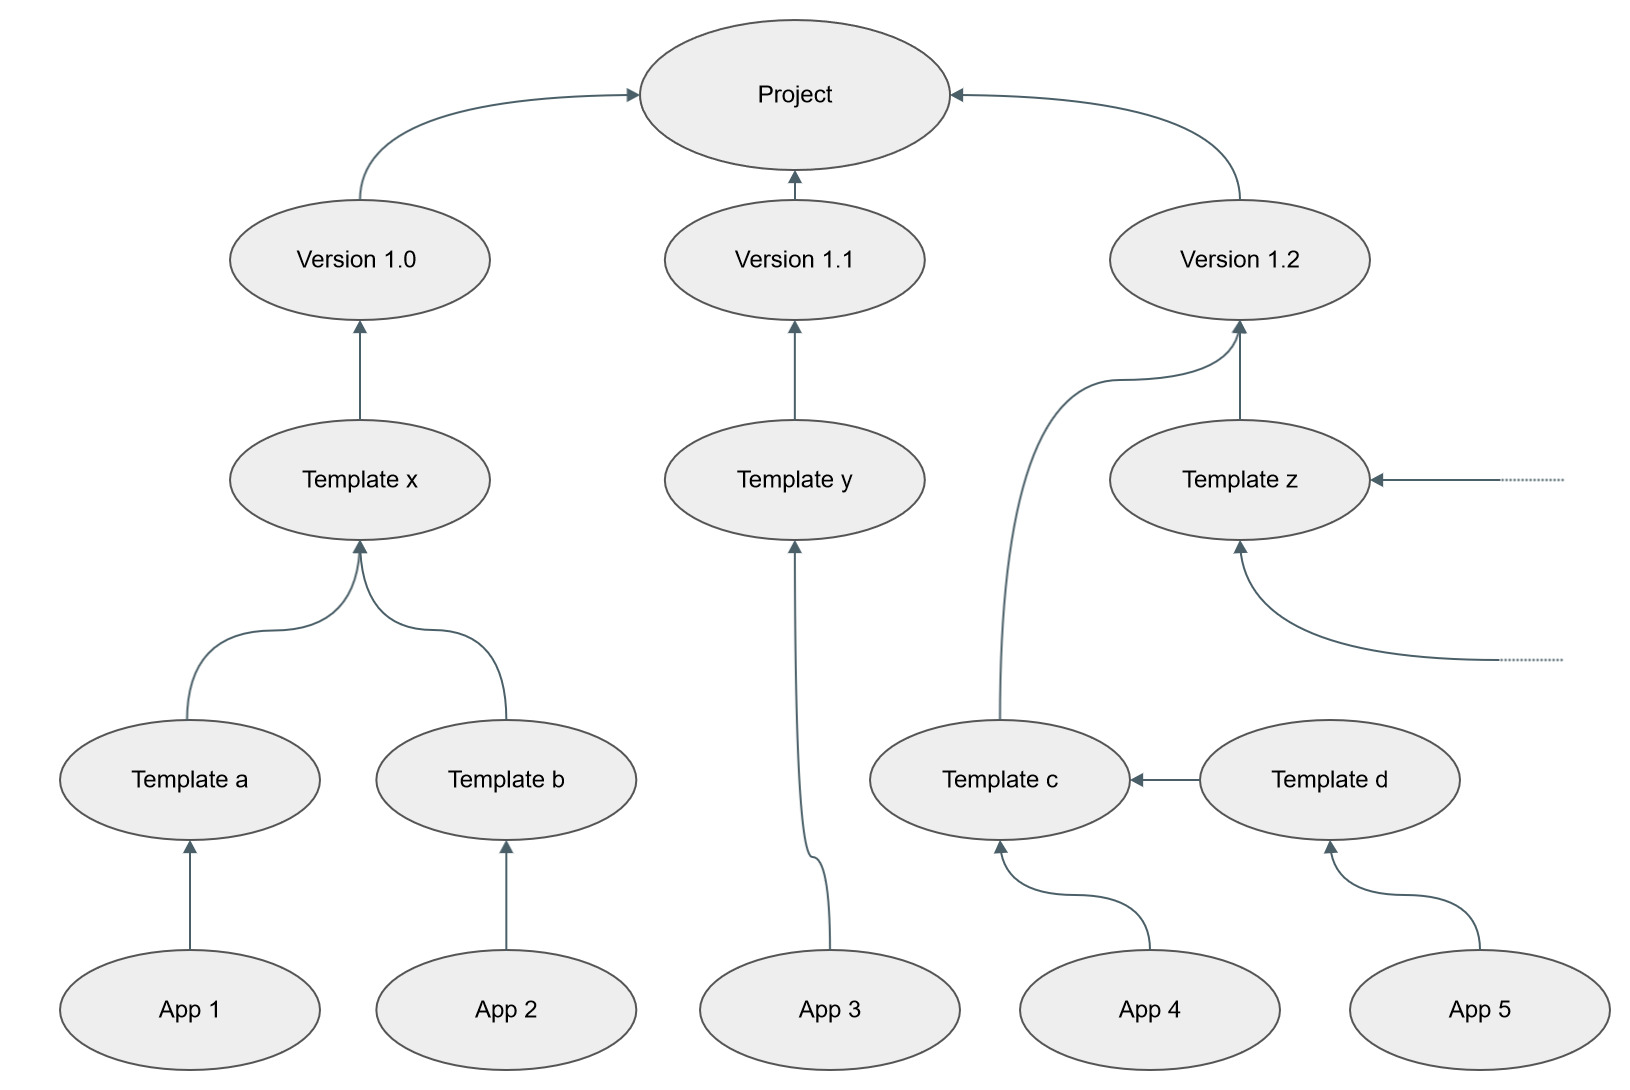 Project
Version 1.0
Version 1.1
Version 1.2
Template x
Template y
Template z
Template a
Template b
Template c
Template d
App 1
App 2
App 3
App 4
App 5